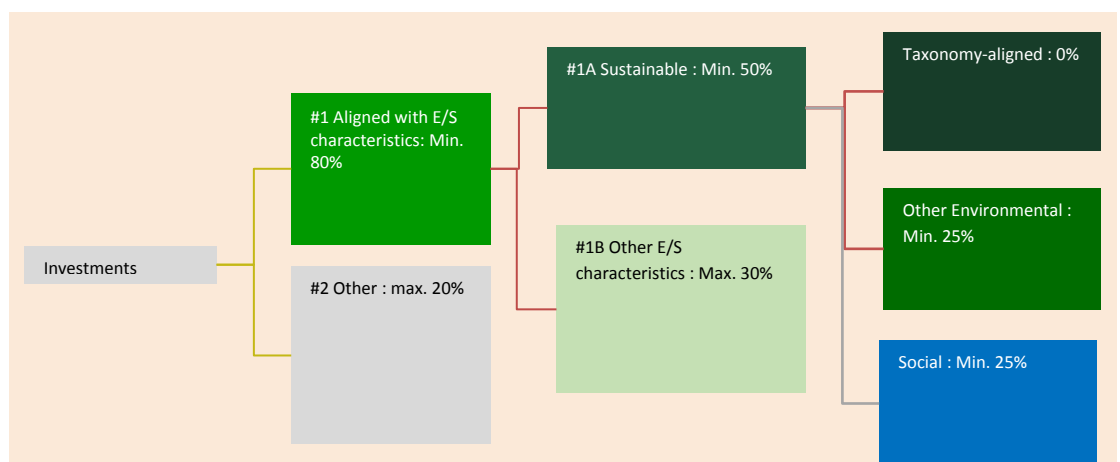 Investments
#1 Aligned with E/S
characteristics: Min.
80%
#2 Other : max. 20%
#1A Sustainable : Min. 50%
#1B Other E/S
characteristics : Max. 30%
Taxonomy-aligned : 0%
Other Environmental :
Min. 25%
Social : Min. 25%